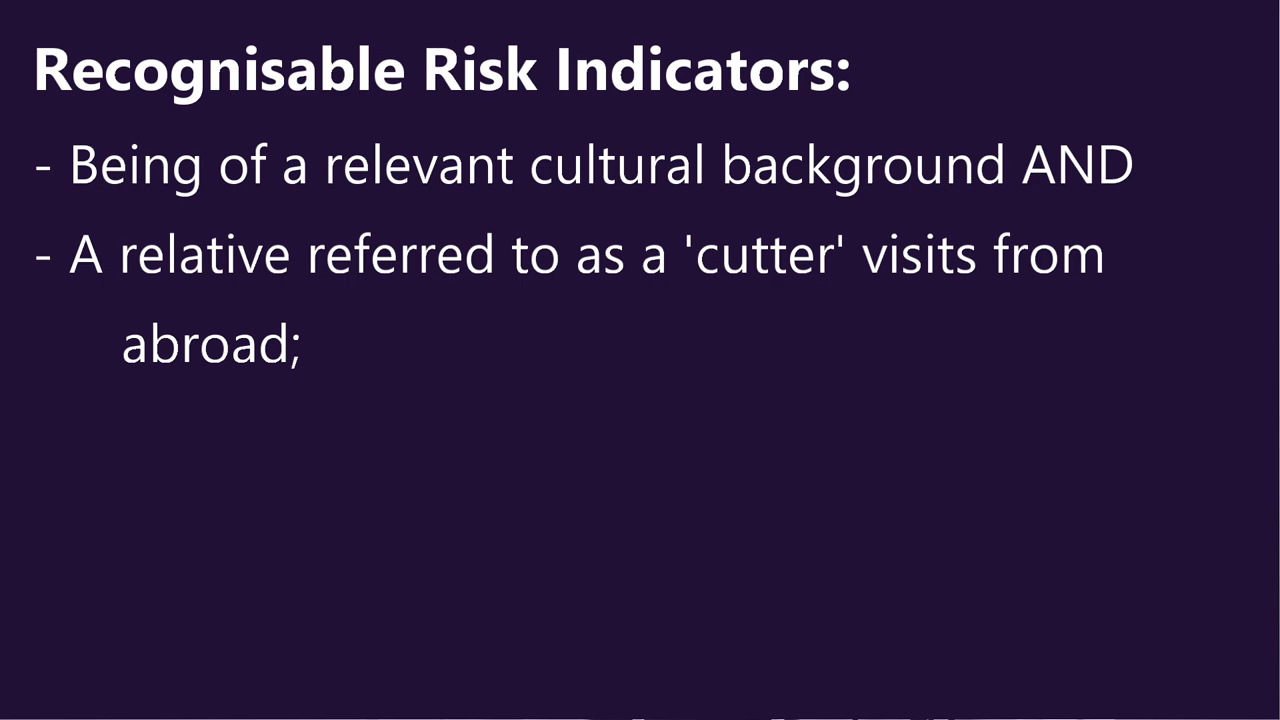 Recognisable Risk Indicators:
- Being of a relevant cultural background AND
- A relative referred to as a 'cutter' visits from
abroad;